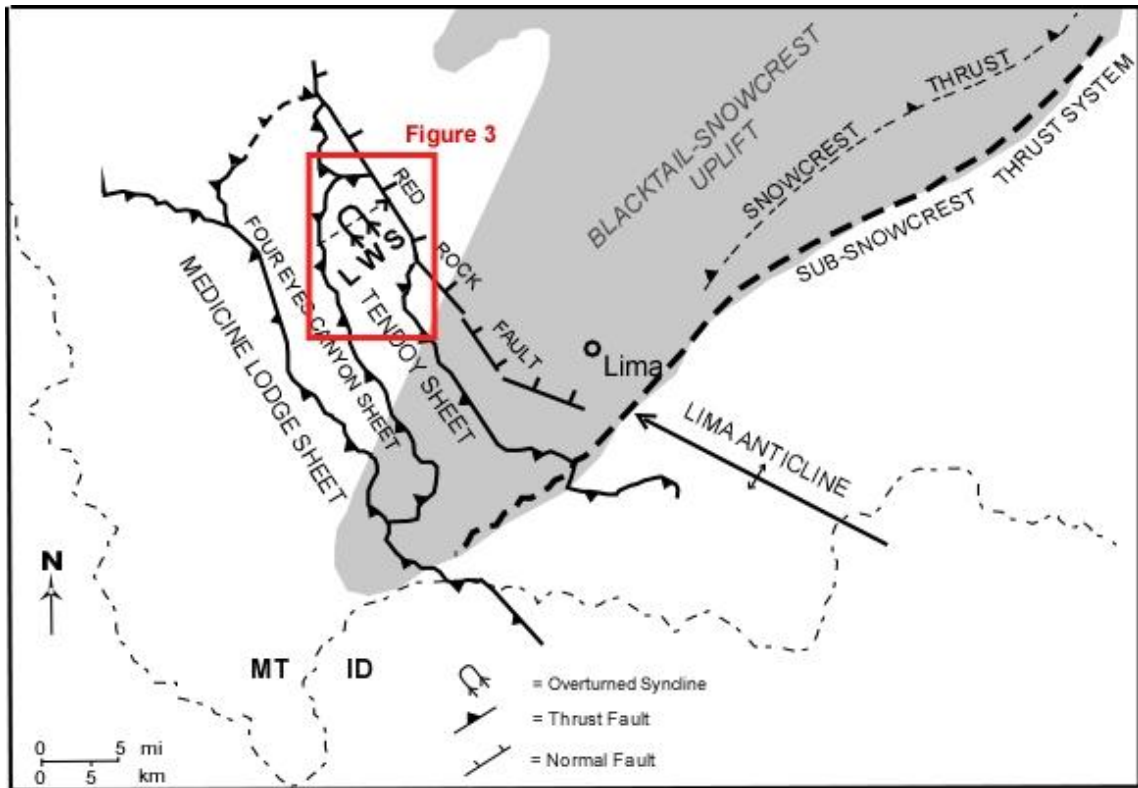 Figure 3
BLACKTAIL-SNOWCREST
UPLIFT
SNOWCREST THRUST
SUB-SNOWCREST THRUST SYSTEM
RED ROCK FAULT
LWS
TENDOY SHEET
FOUR EYES CANYON SHEET
MEDICINE LODGE SHEET
Lima
LIMA ANTICLINE
N
MT ID
= Overturned Syncline
= Thrust Fault
= Normal Fault
0 5 mi
0 5 km